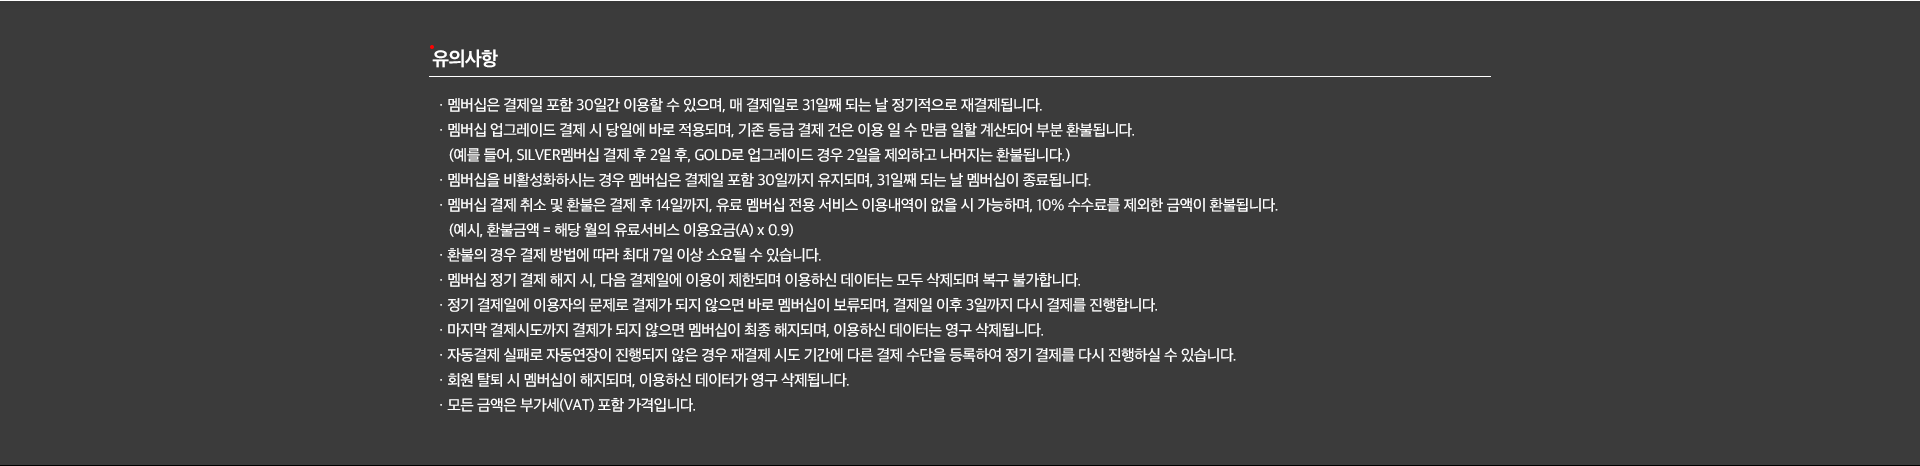 유의사항
· 멤버십은 결제일 포함 30일간 이용할 수 있으며, 매 결제일로 31일째 되는 날 정기적으로 재결제됩니다.
· 멤버십 업그레이드 결제 시 당일에 바로 적용되며, 기존 등급 결제 건은 이용 일 수 만큼 일할 계산되어 부분 환불됩니다.
(예를 들어, SILVER멤버십 결제 후 2일 후, GOLD로 업그레이드 경우 2일을 제외하고 나머지는 환불됩니다.)
· 멤버십을 비활성화하시는 경우 멤버십은 결제일 포함 30일까지 유지되며, 31일째 되는 날 멤버십이 종료됩니다.
· 멤버십 결제 취소 및 환불은 결제 후 14일까지, 유료 멤버십 전용 서비스 이용내역이 없을 시 가능하며, 10% 수수료를 제외한 금액이 환불됩니다.
(예시, 환불금액 = 해당 월의 유료서비스 이용요금(A) x 0.9)
· 환불의 경우 결제 방법에 따라 최대 7일 이상 소요될 수 있습니다.
· 멤버십 정기 결제 해지 시, 다음 결제일에 이용이 제한되며 이용하신 데이터는 모두 삭제되며 복구 불가합니다.
· 정기 결제일에 이용자의 문제로 결제가 되지 않으면 바로 멤버십이 보류되며, 결제일 이후 3일까지 다시 결제를 진행합니다.
· 마지막 결제시도까지 결제가 되지 않으면 멤버십이 최종 해지되며, 이용하신 데이터는 영구 삭제됩니다.
· 자동결제 실패로 자동연장이 진행되지 않은 경우 재결제 시도 기간에 다른 결제 수단을 등록하여 정기 결제를 다시 진행하실 수 있습니다.
· 회원 탈퇴 시 멤버십이 해지되며, 이용하신 데이터가 영구 삭제됩니다.
· 모든 금액은 부가세(VAT) 포함 가격입니다.